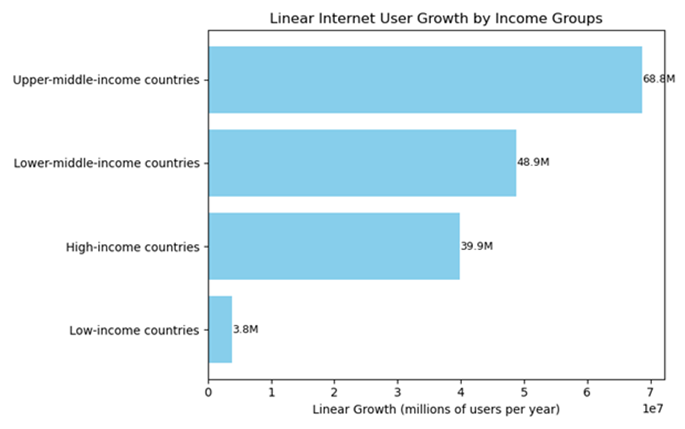 Linear Internet User Growth by Income Groups
Upper-middle-income countries
68.8M
Lower-middle-income countries
48.9M
High-income countries
39.9M
Low-income countries
3.8M
0 1 2 3 4 5 6 7
1e7
Linear Growth (millions of users per year)